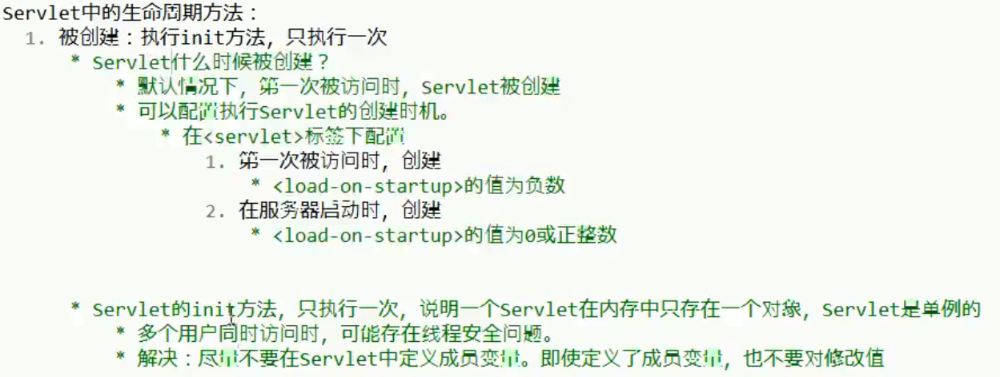 Servlet中的生命周期方法：
1. 被创建：执行init方法，只执行一次
* Servlet什么时候被创建？
* 默认情况下，第一次被访问时，Servlet被创建
* 可以配置执行Servlet的创建时机。
* 在<servlet>标签下配置
1. 第一次被访问时，创建
* <load-on-startup>的值为负数
2. 在服务器启动时，创建
* <load-on-startup>的值为0或正整数
* Servlet的init方法，只执行一次，说明一个Servlet在内存中只存在一个对象，Servlet是单例的
* 多个用户同时访问时，可能存在线程安全问题。
* 解决：尽量不要在Servlet中定义成员变量。即使定义了成员变量，也不要对修改值